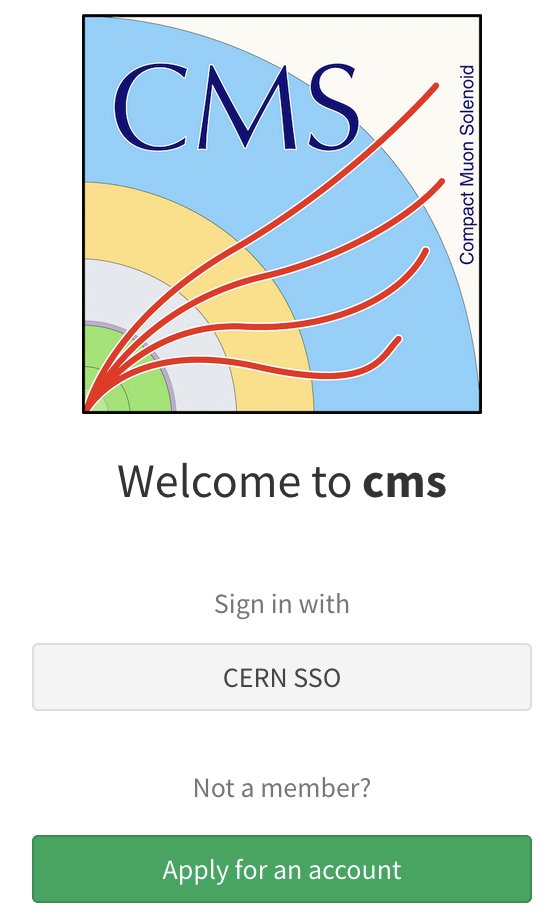 CMS
Compact Muon Solenoid
Welcome to cms
Sign in with
CERN SSO
Not a member?
Apply for an account